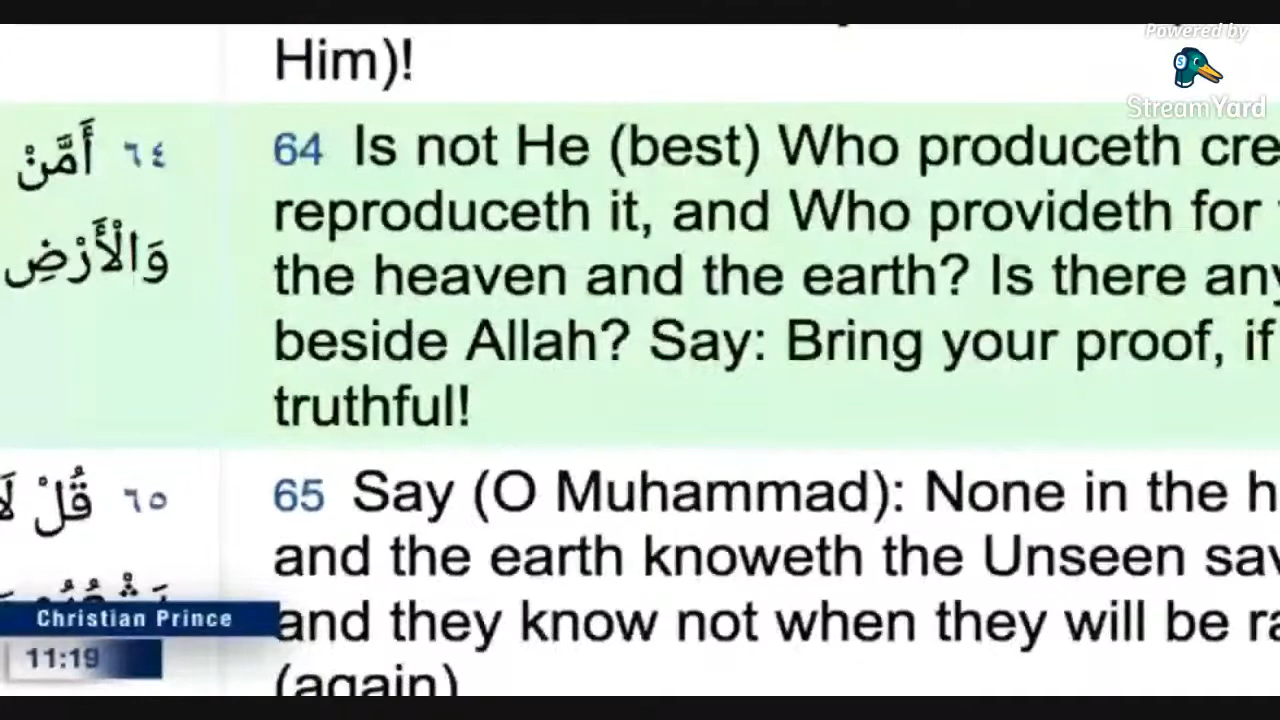 Powered by
StreamYard
Him)!
٦٤ أَمَّنْ
وَالْأَرْضِ
64 Is not He (best) Who produceth cre
reproduceth it, and Who provideth for
the heaven and the earth? Is there any
beside Allah? Say: Bring your proof, if
truthful!
٦٥ قُلْ لَا
65 Say (O Muhammad): None in the h
and the earth knoweth the Unseen sav
and they know not when they will be ra
(again)
Christian Prince
11:19